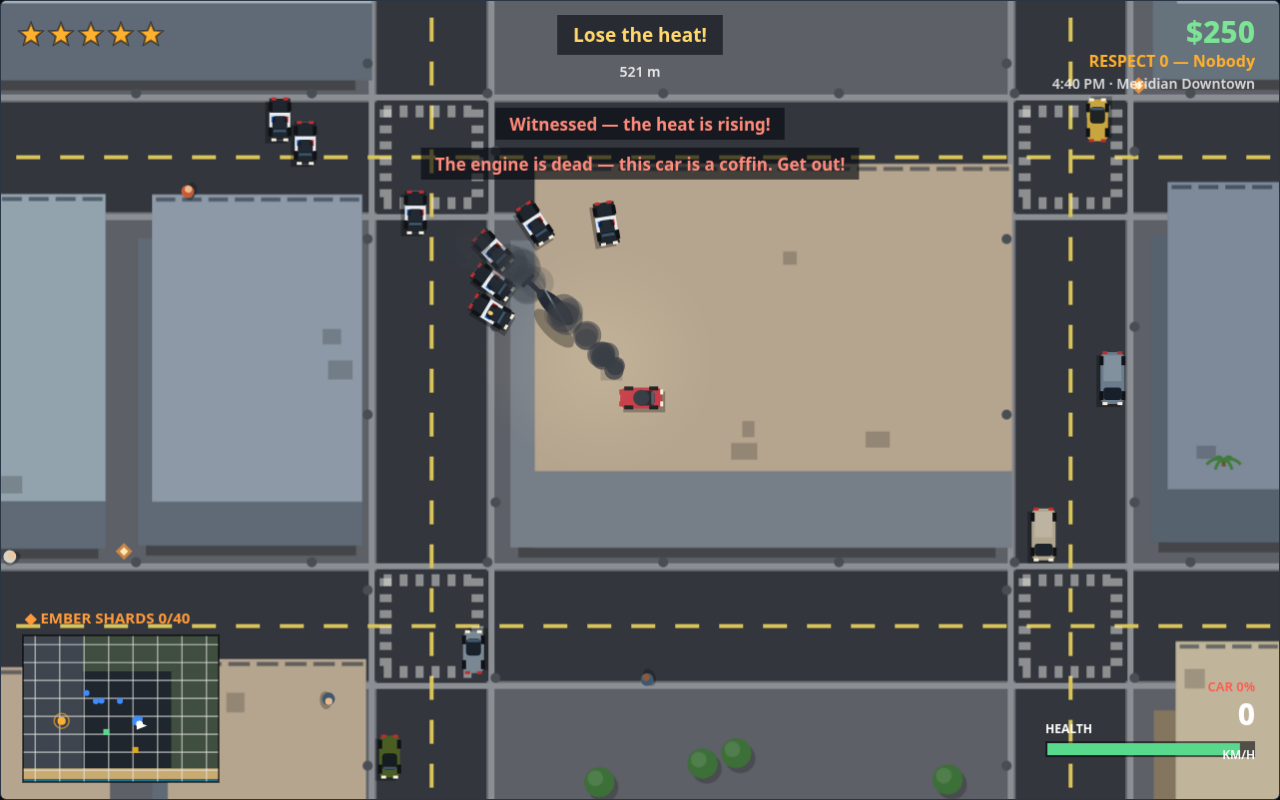 Lose the heat!
521 m
$250
RESPECT 0 — Nobody
4:40 PM · Meridian Downtown
Witnessed — the heat is rising!
The engine is dead — this car is a coffin. Get out!
◆ EMBER SHARDS 0/40
CAR 0%
0
HEALTH
KM/H